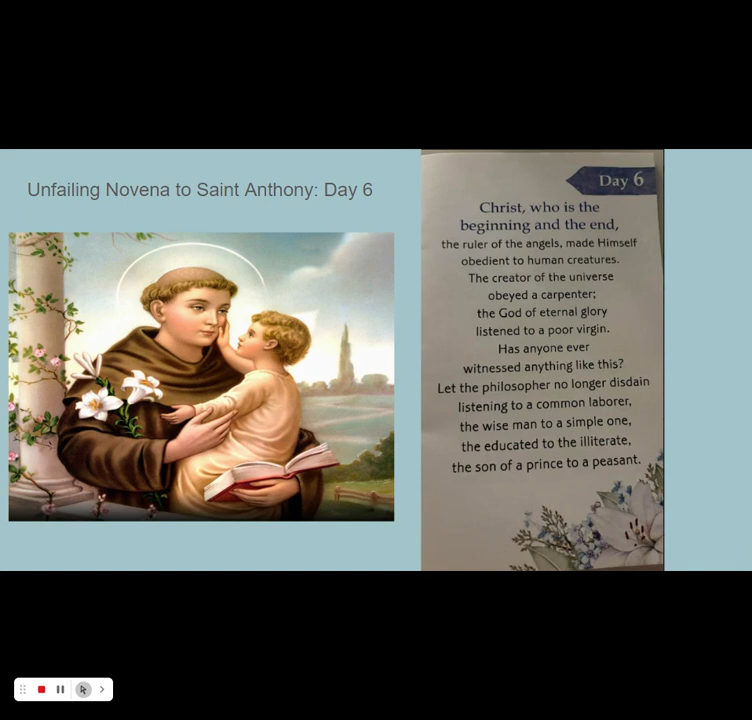 Unfailing Novena to Saint Anthony: Day 6
Day 6
Christ, who is the
beginning and the end,
the ruler of the angels, made Himself
obedient to human creatures.
The creator of the universe
obeyed a carpenter;
the God of eternal glory
listened to a poor virgin.
Has anyone ever
witnessed anything like this?
Let the philosopher no longer disdain
listening to a common laborer,
the wise man to a simple one,
the educated to the illiterate,
the son of a prince to a peasant.